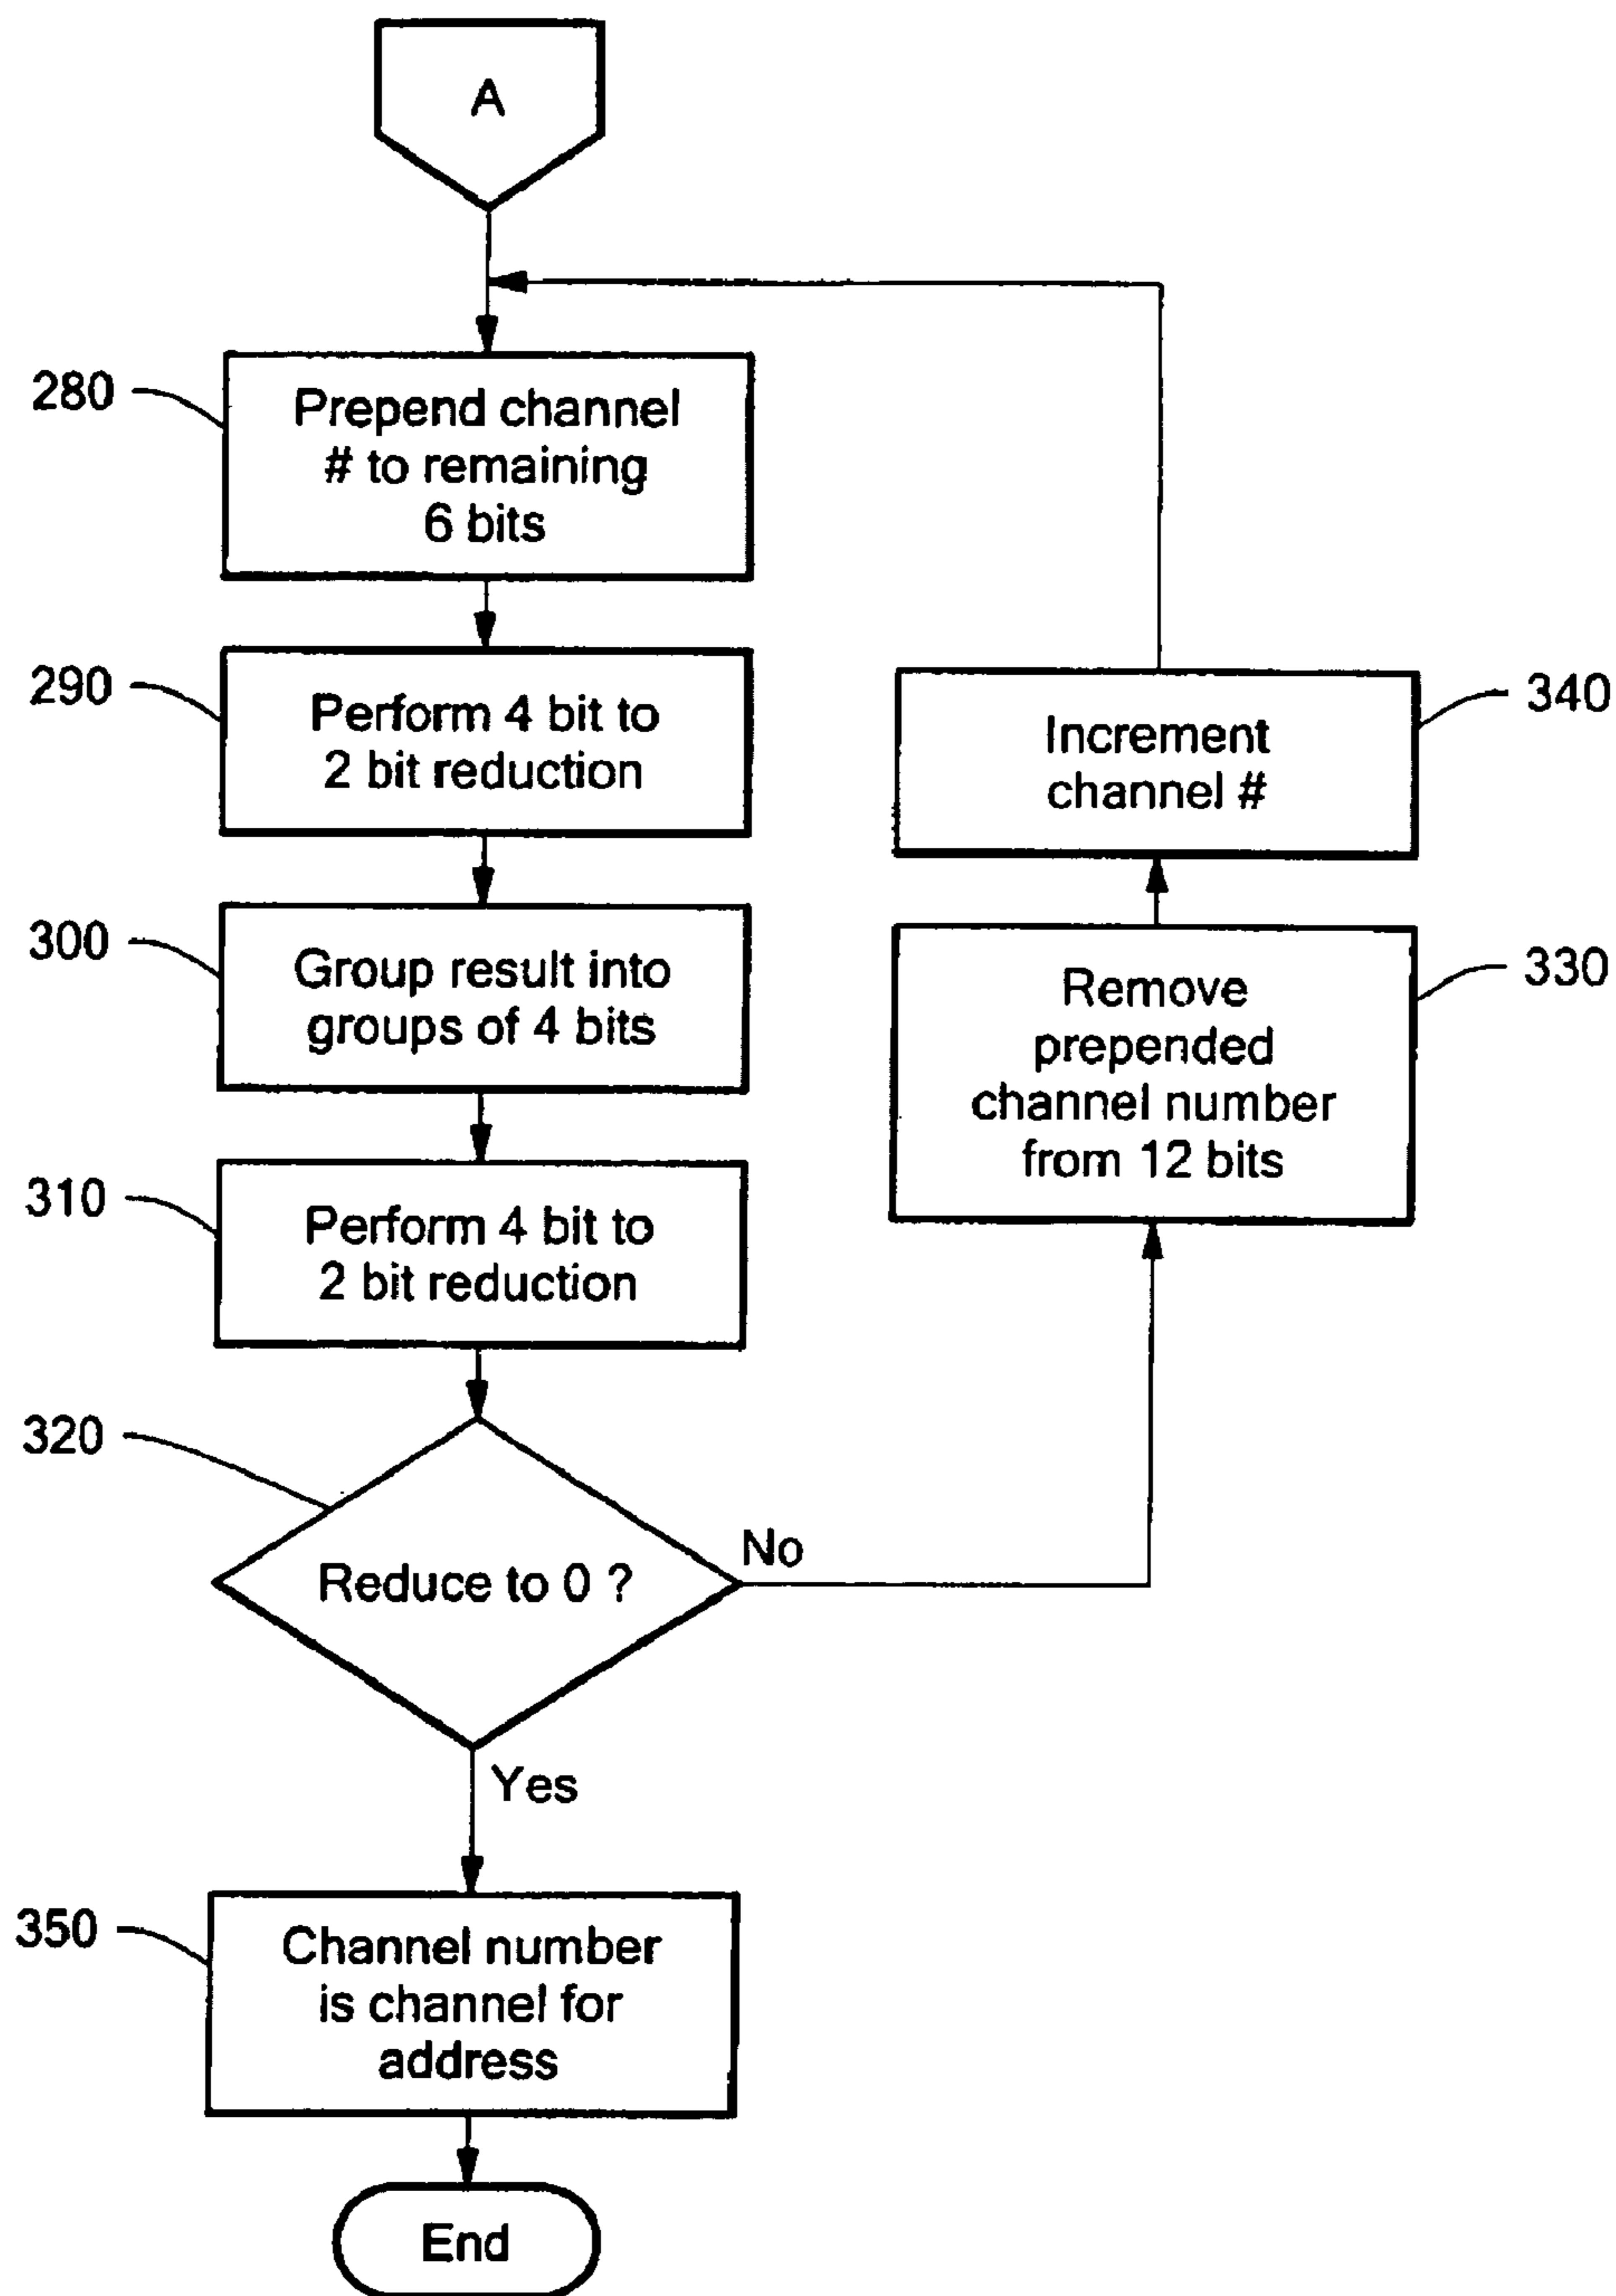 A
280
Prepend channel
# to remaining
6 bits
290
Perform 4 bit to
2 bit reduction
340
Increment
channel #
300
Group result into
groups of 4 bits
330
Remove
prepended
channel number
from 12 bits
310
Perform 4 bit to
2 bit reduction
320
Reduce to 0 ?
No
Yes
350
Channel number
is channel for
address
End